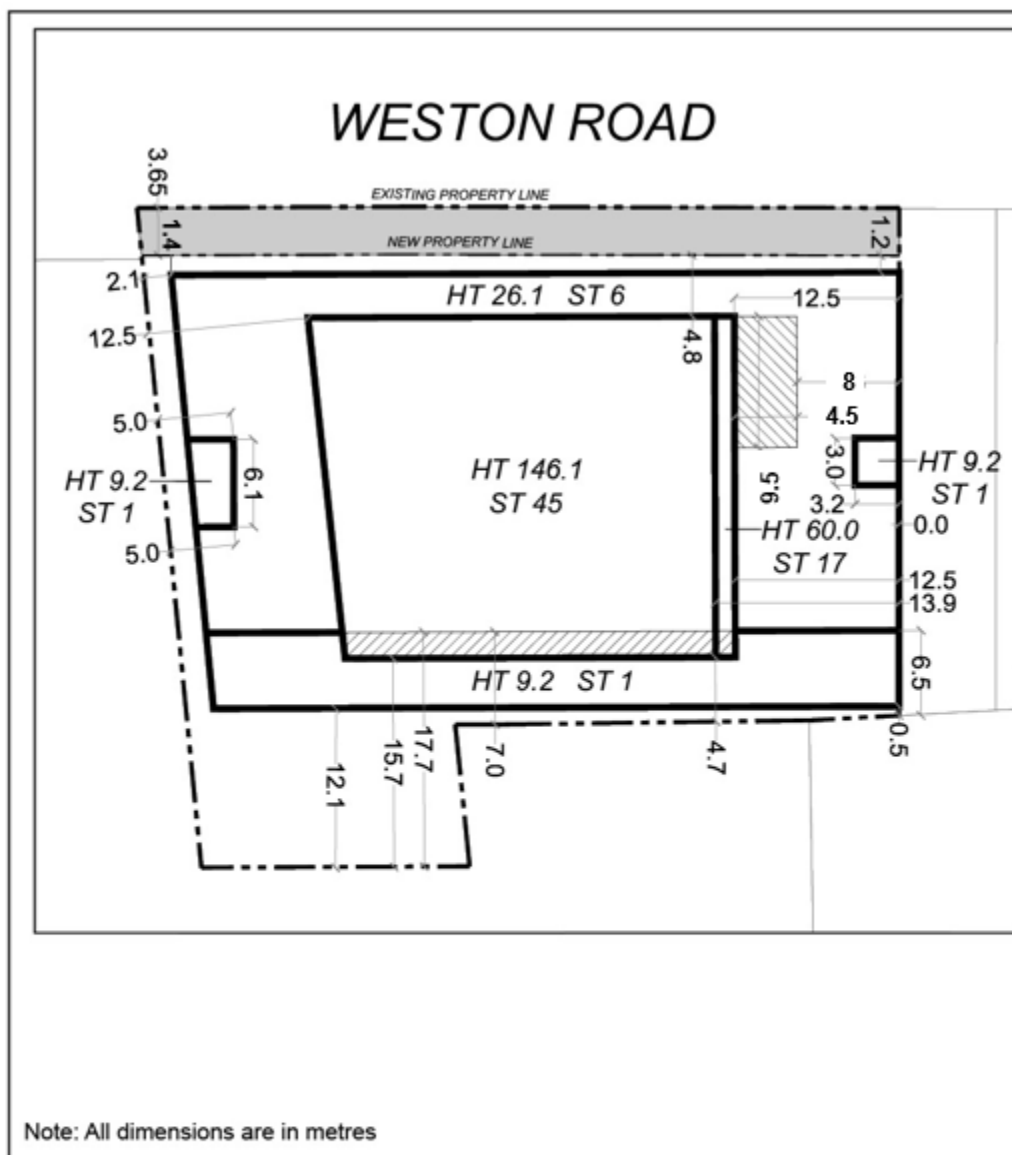 WESTON ROAD
3.65
EXISTING PROPERTY LINE
1.4
1.2
NEW PROPERTY LINE
2.1
HT 26.1 ST 6
12.5
12.5
4.8
8
4.5
5.0
6.1
3.0
HT 9.2
ST 1
HT 146.1
ST 45
9.5
HT 9.2
ST 1
3.2
0.0
5.0
HT 60.0
ST 17
12.5
13.9
6.5
HT 9.2 ST 1
12.1
15.7
17.7
7.0
4.7
0.5
Note: All dimensions are in metres